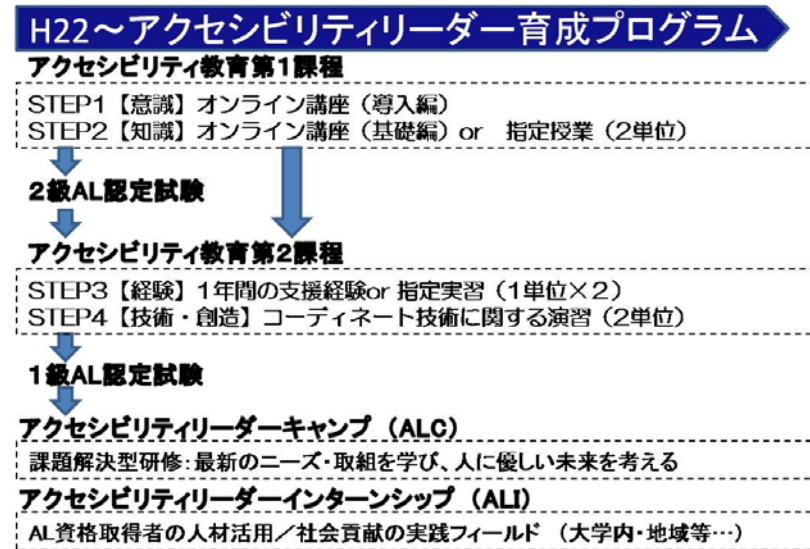 H22～アクセシビリティリーダー育成プログラム
アクセシビリティ教育第1課程
STEP1【意識】オンライン講座（導入編）
STEP2【知識】オンライン講座（基礎編）or 指定授業（2単位）
2級AL認定試験
アクセシビリティ教育第2課程
STEP3【経験】1年間の支援経験or 指定実習（1単位×2）
STEP4【技術・創造】コーディネート技術に関する演習（2単位）
1級AL認定試験
アクセシビリティリーダーキャンプ（ALC）
課題解決型研修：最新のニーズ・取組を学び、人に優しい未来を考える
アクセシビリティリーダーインターンシップ（ALI）
AL資格取得者の人材活用／社会貢献の実践フィールド （大学内・地域等…）